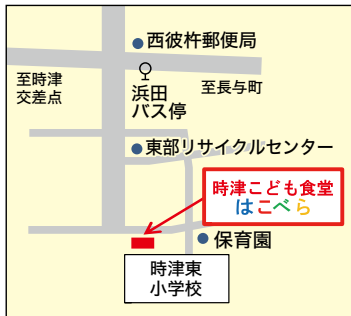 西彼杵郵便局
至時津
交差点
浜田
バス停
至長与町
東部リサイクルセンター
時津こども食堂
はこべら
保育園
時津東
小学校